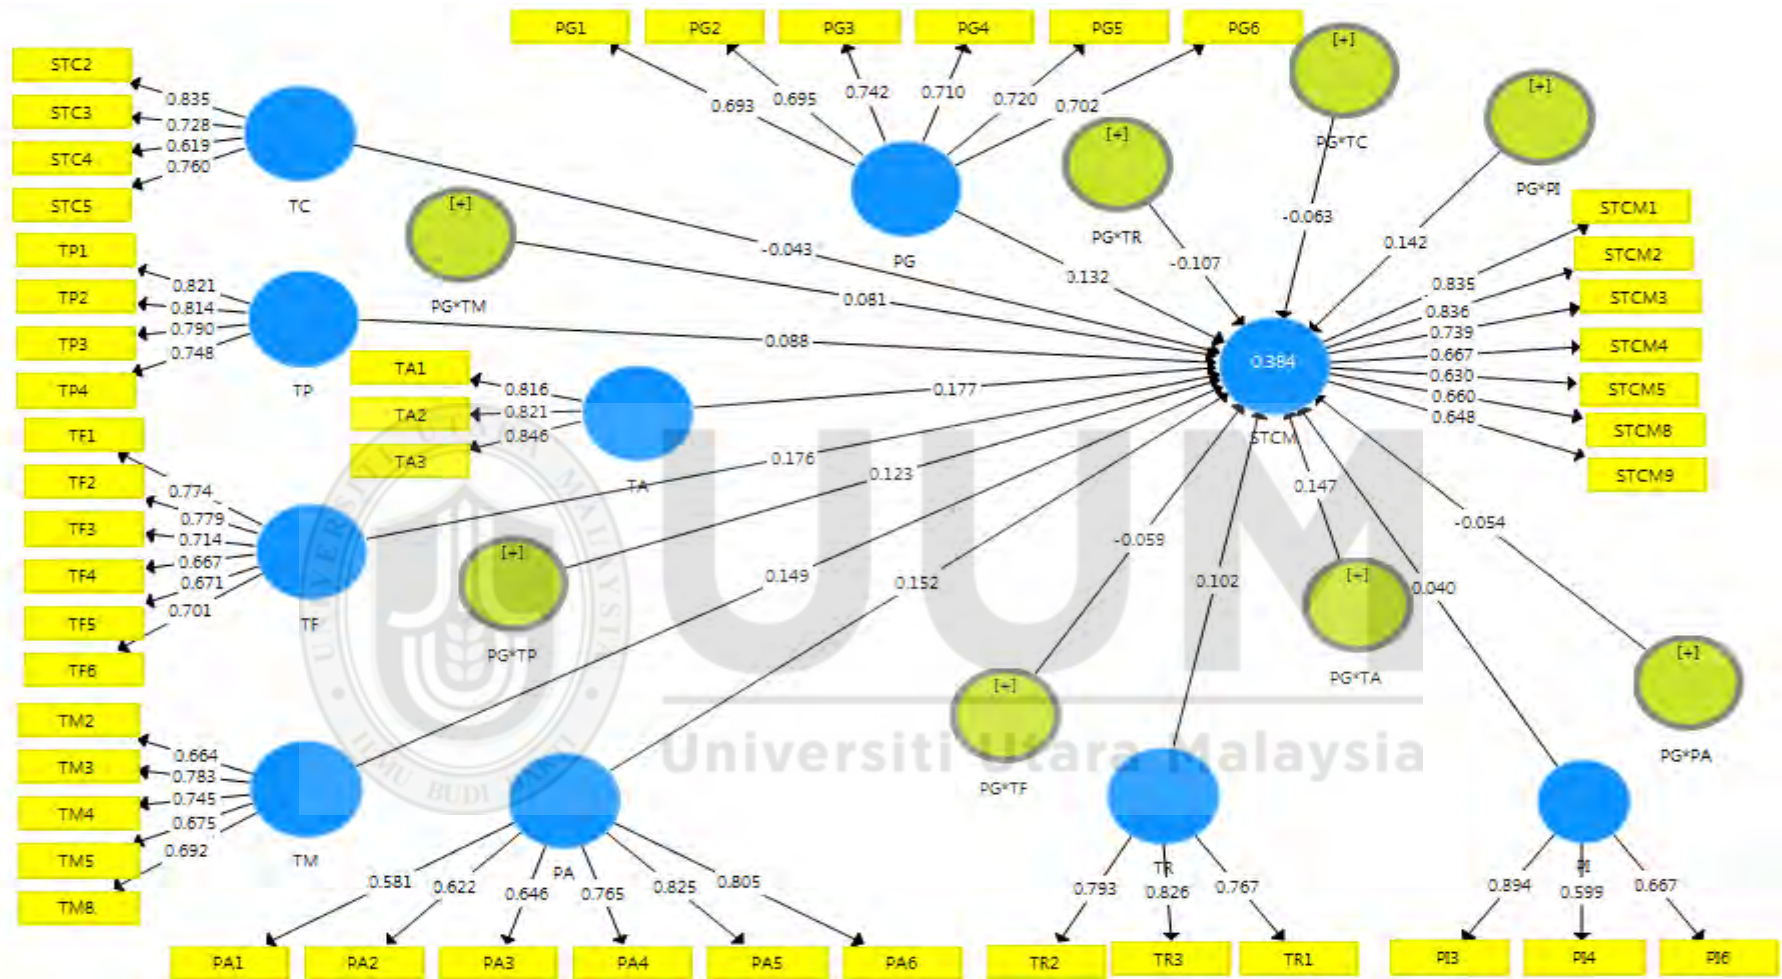 PG1
PG2
PG3
PG4
PG5
PG6
[+]
PG*TC
[+]
PG*PI
[+]
PG*TR
0.693
0.695
0.742
0.710
0.720
0.702
PG
STC2
STC3
STC4
STC5
0.835
0.728
0.619
0.760
TC
[+]
PG*TM
TP1
TP2
TP3
TP4
0.821
0.814
0.790
0.748
TP
TA1
TA2
TA3
0.816
0.821
0.846
TA
-0.043
0.081
0.088
0.177
0.132
-0.107
-0.063
0.142
0.384
STCM
STCM1
STCM2
STCM3
STCM4
STCM5
STCM8
STCM9
0.835
0.836
0.739
0.667
0.630
0.660
0.648
TF1
TF2
TF3
TF4
TF5
TF6
0.774
0.779
0.714
0.667
0.671
0.701
TF
[+]
PG*TP
0.176
0.123
0.149
0.152
-0.059
0.102
0.147
0.040
-0.054
[+]
PG*TF
[+]
PG*TA
[+]
PG*PA
TM2
TM3
TM4
TM5
TM8
0.664
0.783
0.745
0.675
0.692
TM
PA
0.581
0.622
0.646
0.765
0.825
0.805
PA1
PA2
PA3
PA4
PA5
PA6
TR
0.793
0.826
0.767
TR2
TR3
TR1
PI
0.894
0.599
0.667
PI3
PI4
PI6
UUM
Universiti Utara Malaysia
UNIVERSITI UTARA MALAYSIA
ILMU BUDI BAKTI